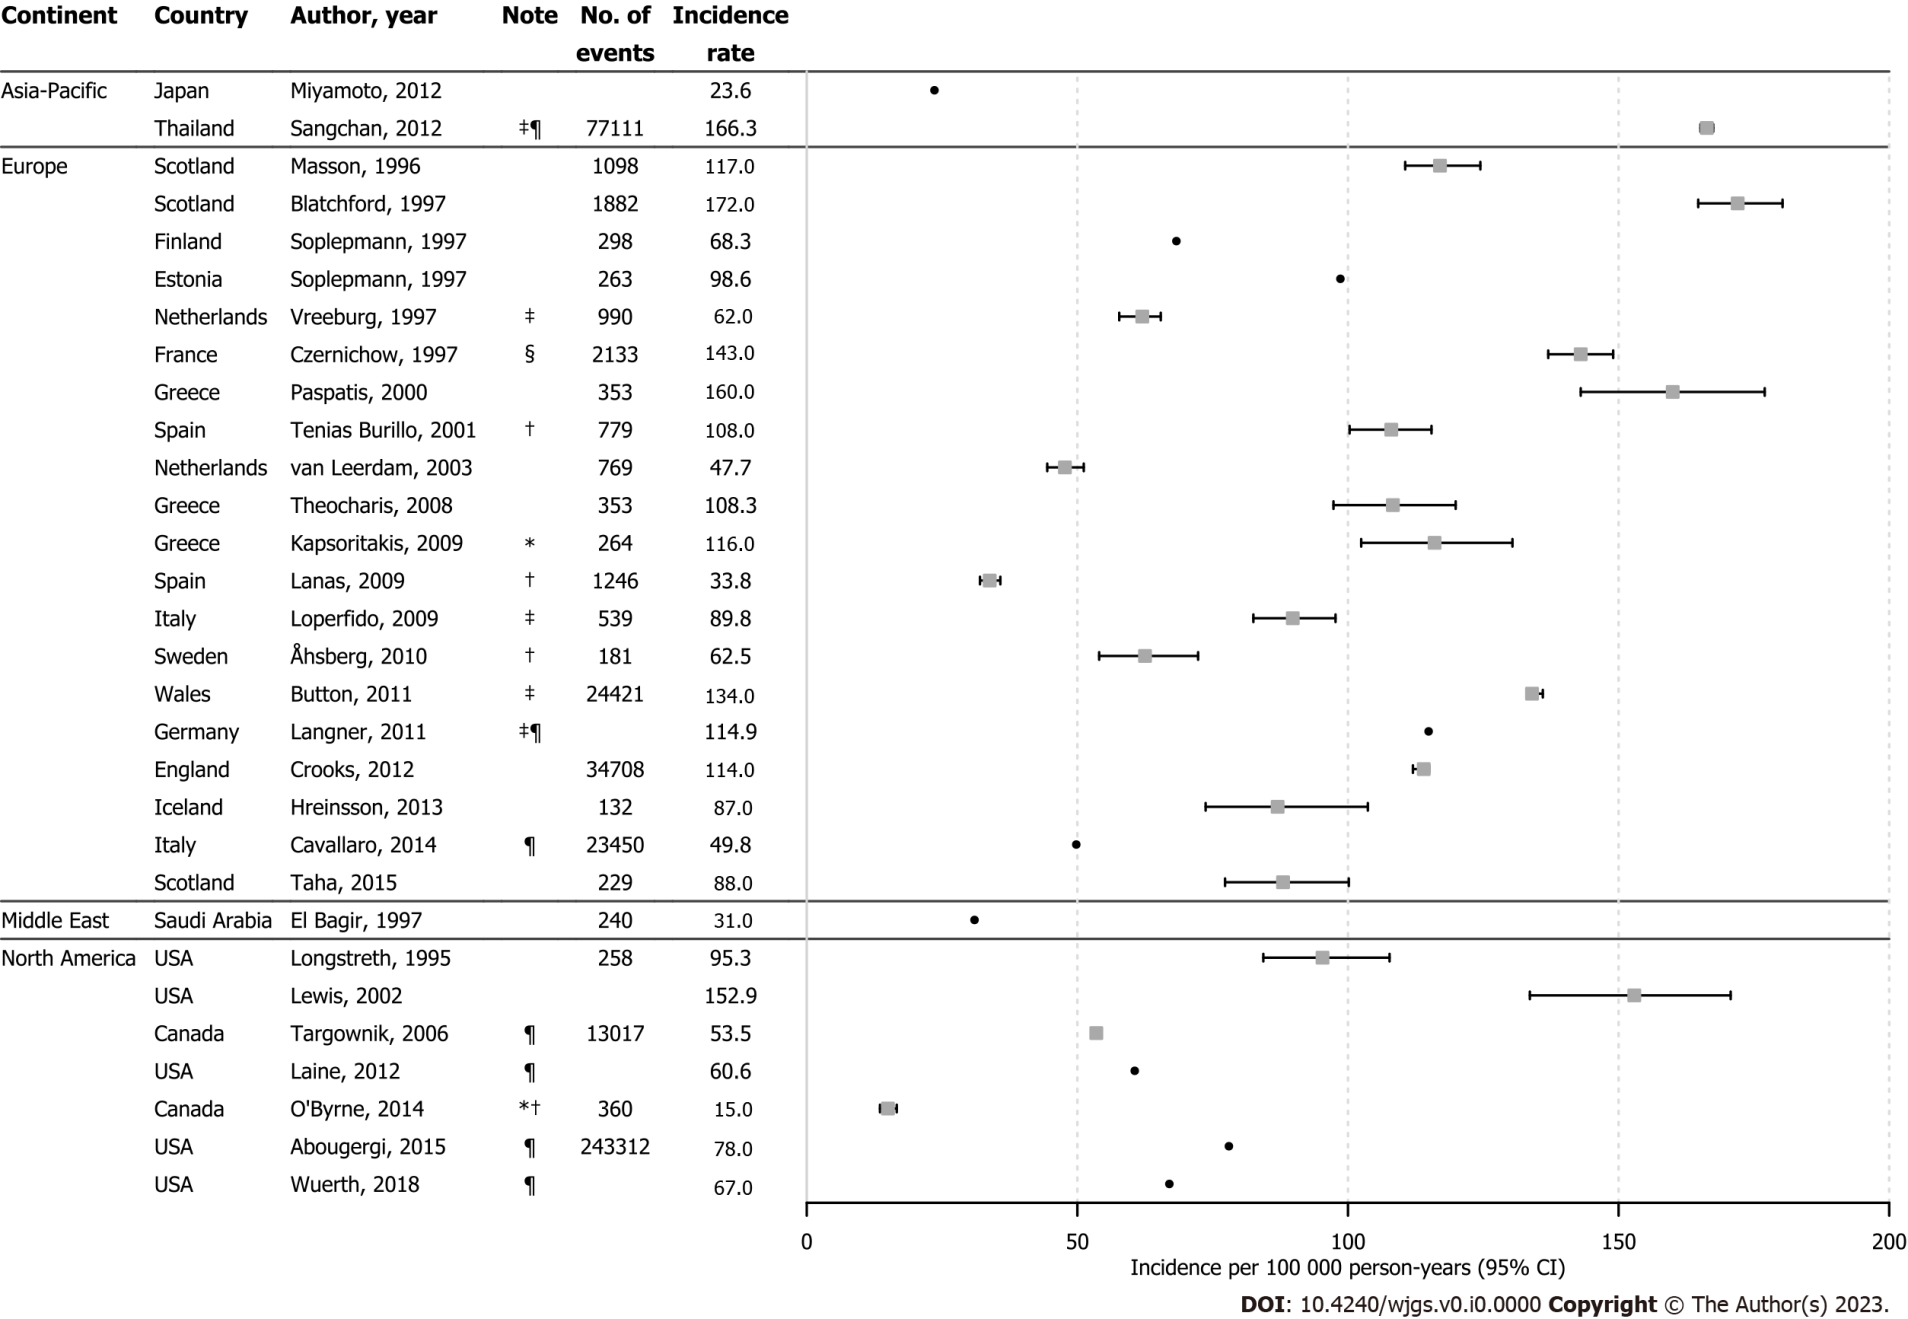 Continent Country Author, year Note No. of events Incidence rate
Asia-Pacific Japan Miyamoto, 2012 23.6
Thailand Sangchan, 2012 ‡¶ 77111 166.3
Europe Scotland Masson, 1996 1098 117.0
Scotland Blatchford, 1997 1882 172.0
Finland Soplepmann, 1997 298 68.3
Estonia Soplepmann, 1997 263 98.6
Netherlands Vreeburg, 1997 ‡ 990 62.0
France Czernichow, 1997 § 2133 143.0
Greece Paspatis, 2000 353 160.0
Spain Tenias Burillo, 2001 † 779 108.0
Netherlands van Leerdam, 2003 769 47.7
Greece Theocharis, 2008 353 108.3
Greece Kapsoritakis, 2009 * 264 116.0
Spain Lanas, 2009 † 1246 33.8
Italy Loperfido, 2009 ‡ 539 89.8
Sweden Åhsberg, 2010 † 181 62.5
Wales Button, 2011 ‡ 24421 134.0
Germany Langner, 2011 ‡¶ 114.9
England Crooks, 2012 34708 114.0
Iceland Hreinsson, 2013 132 87.0
Italy Cavallaro, 2014 ¶ 23450 49.8
Scotland Taha, 2015 229 88.0
Middle East Saudi Arabia El Bagir, 1997 240 31.0
North America USA Longstreth, 1995 258 95.3
USA Lewis, 2002 152.9
Canada Targownik, 2006 ¶ 13017 53.5
USA Laine, 2012 ¶ 60.6
Canada O'Byrne, 2014 *† 360 15.0
USA Abougergi, 2015 ¶ 243312 78.0
USA Wuerth, 2018 ¶ 67.0
0 50 100 150 200
Incidence per 100 000 person-years (95% CI)
DOI: 10.4240/wjgs.v0.i0.0000 Copyright © The Author(s) 2023.